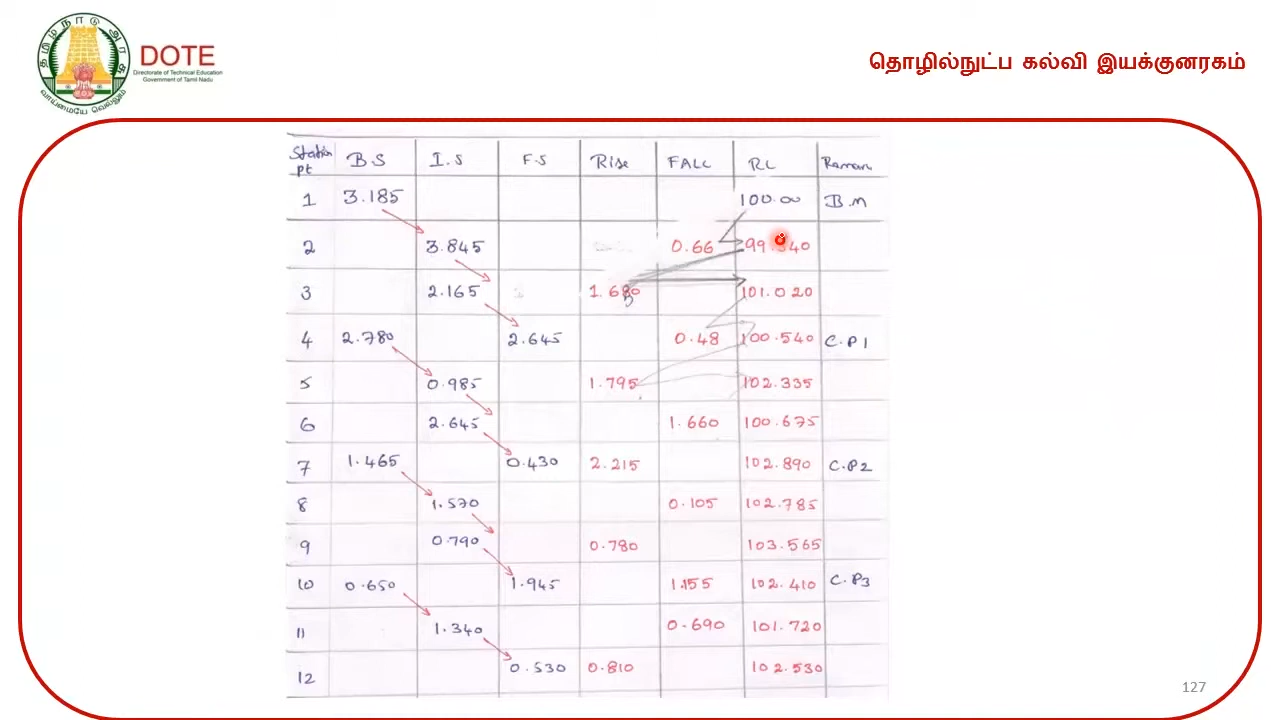 தமிழ்நாடு அரசு
வாய்மையே வெல்லும்
DOTE
Directorate of Technical Education
Government of Tamil Nadu
தொழில்நுட்ப கல்வி இயக்குனரகம்
Station pt B.S I.S F.S Rise FALL RL Remark
1 3.185 100.00 B.M
2 3.845 0.66 99.340
3 2.165 1.680 101.020
4 2.780 2.645 0.48 100.540 C.P1
5 0.985 1.795 102.335
6 2.645 1.660 100.675
7 1.465 0.430 2.215 102.890 C.P2
8 1.570 0.105 102.785
9 0.790 0.780 103.565
10 0.650 1.945 1.155 102.410 C.P3
11 1.340 0.690 101.720
12 0.530 0.810 102.530
127